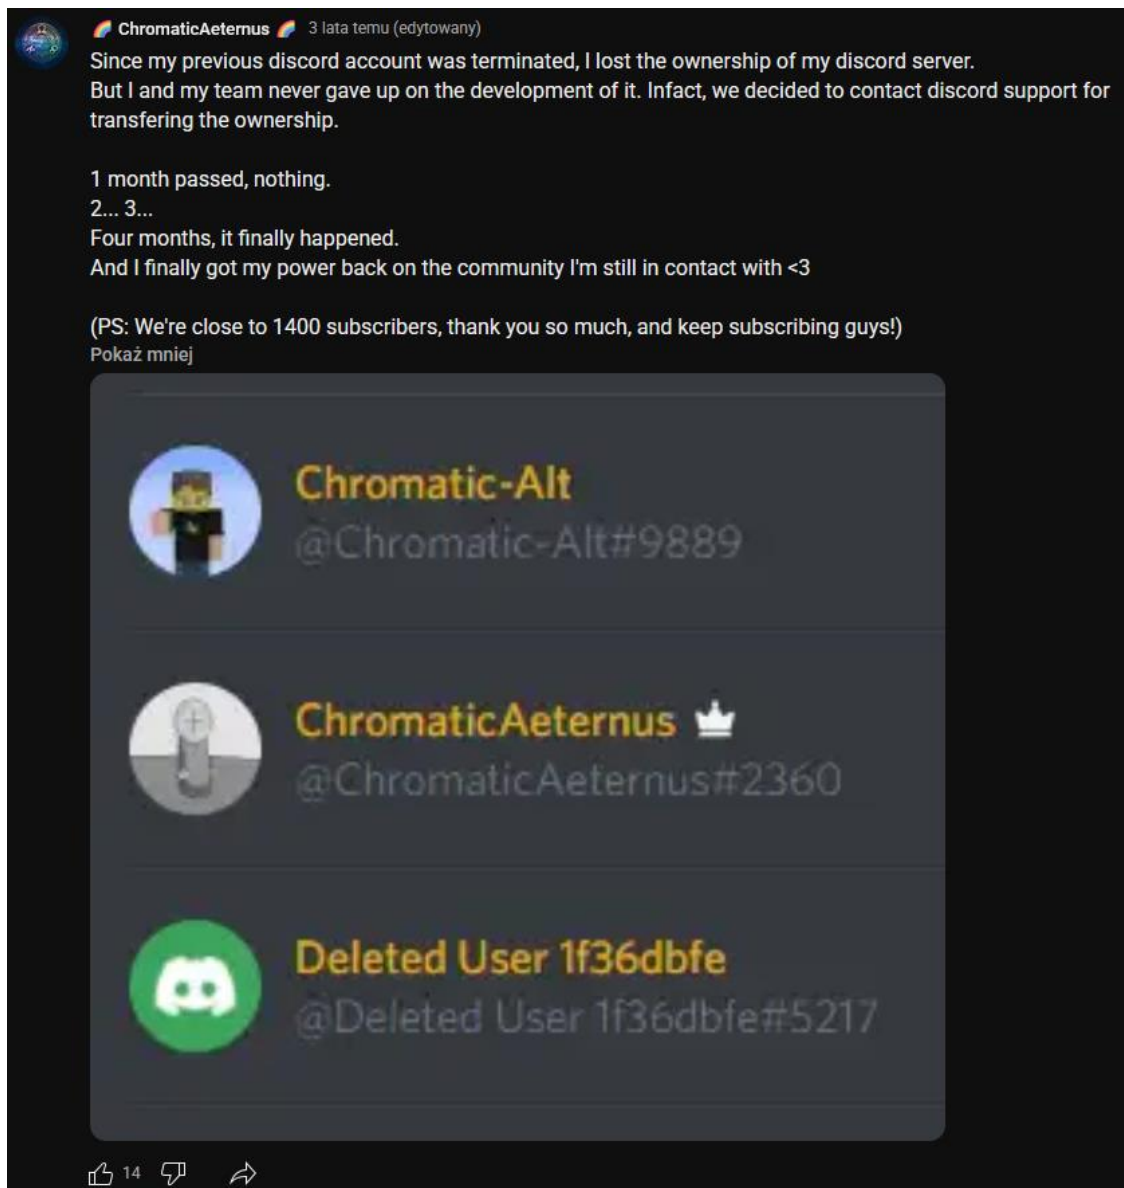 ChromaticAeternus 3 lata temu (edytowany)
Since my previous discord account was terminated, I lost the ownership of my discord server.
But I and my team never gave up on the development of it. Infact, we decided to contact discord support for
transfering the ownership.
1 month passed, nothing.
2... 3...
Four months, it finally happened.
And I finally got my power back on the community I'm still in contact with <3
(PS: We're close to 1400 subscribers, thank you so much, and keep subscribing guys!)
Pokaż mniej
Chromatic-Alt
@Chromatic-Alt#9889
ChromaticAeternus
@ChromaticAeternus#2360
Deleted User 1f36dbfe
@Deleted User 1f36dbfe#5217
14